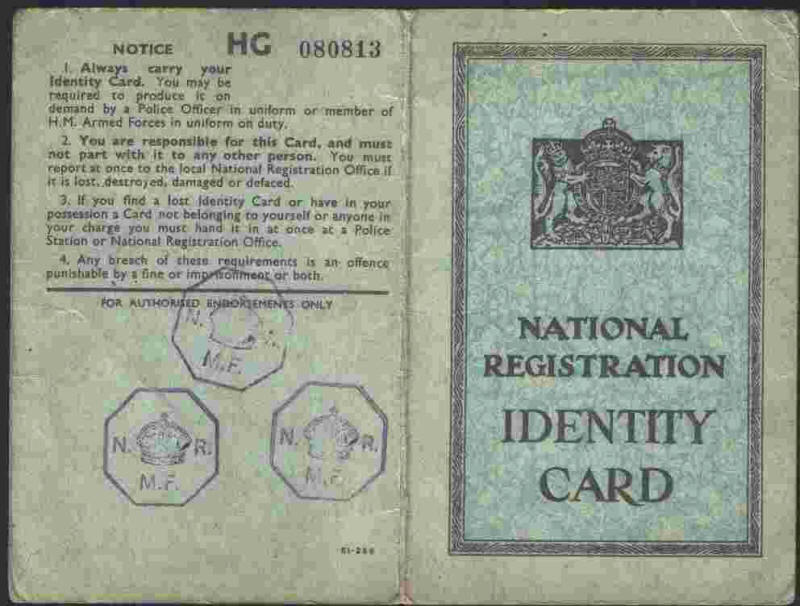 NOTICE HG 080813
1. Always carry your
Identity Card. You may be
required to produce it on
demand by a Police Officer in uniform or member of
H.M. Armed Forces in uniform on duty.
2. You are responsible for this Card, and must
not part with it to any other person. You must
report at once to the local National Registration Office if
it is lost, destroyed, damaged or defaced.
3. If you find a lost Identity Card or have in your
possession a Card not belonging to yourself or anyone in
your charge you must hand it in at once at a Police
Station or National Registration Office.
4. Any breach of these requirements is an offence
punishable by a fine or imprisonment or both.
FOR AUTHORISED ENDORSEMENTS ONLY
N.
M.F.
N. R.
M.F.
N. R.
M.F.
NATIONAL
REGISTRATION
IDENTITY
CARD